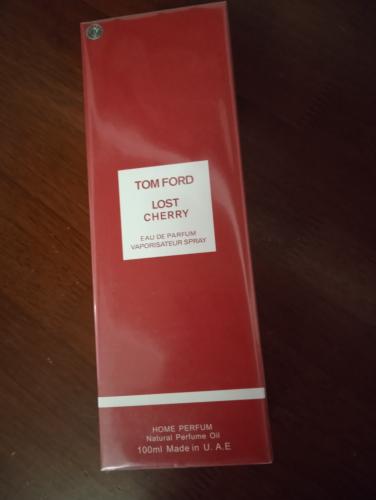 TOM FORD
LOST
CHERRY
EAU DE PARFUM
VAPORISATEUR SPRAY
HOME PERFUM
Natural Perfume Oil
100ml Made in U. A.E